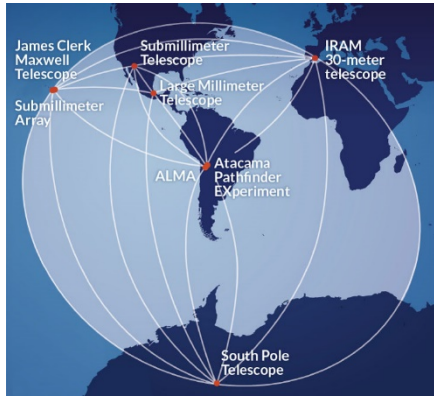 James Clerk
Maxwell
Telescope
Submillimeter
Array
Submillimeter
Telescope
Large Millimeter
Telescope
IRAM
30-meter
telescope
ALMA
Atacama
Pathfinder
EXperiment
South Pole
Telescope